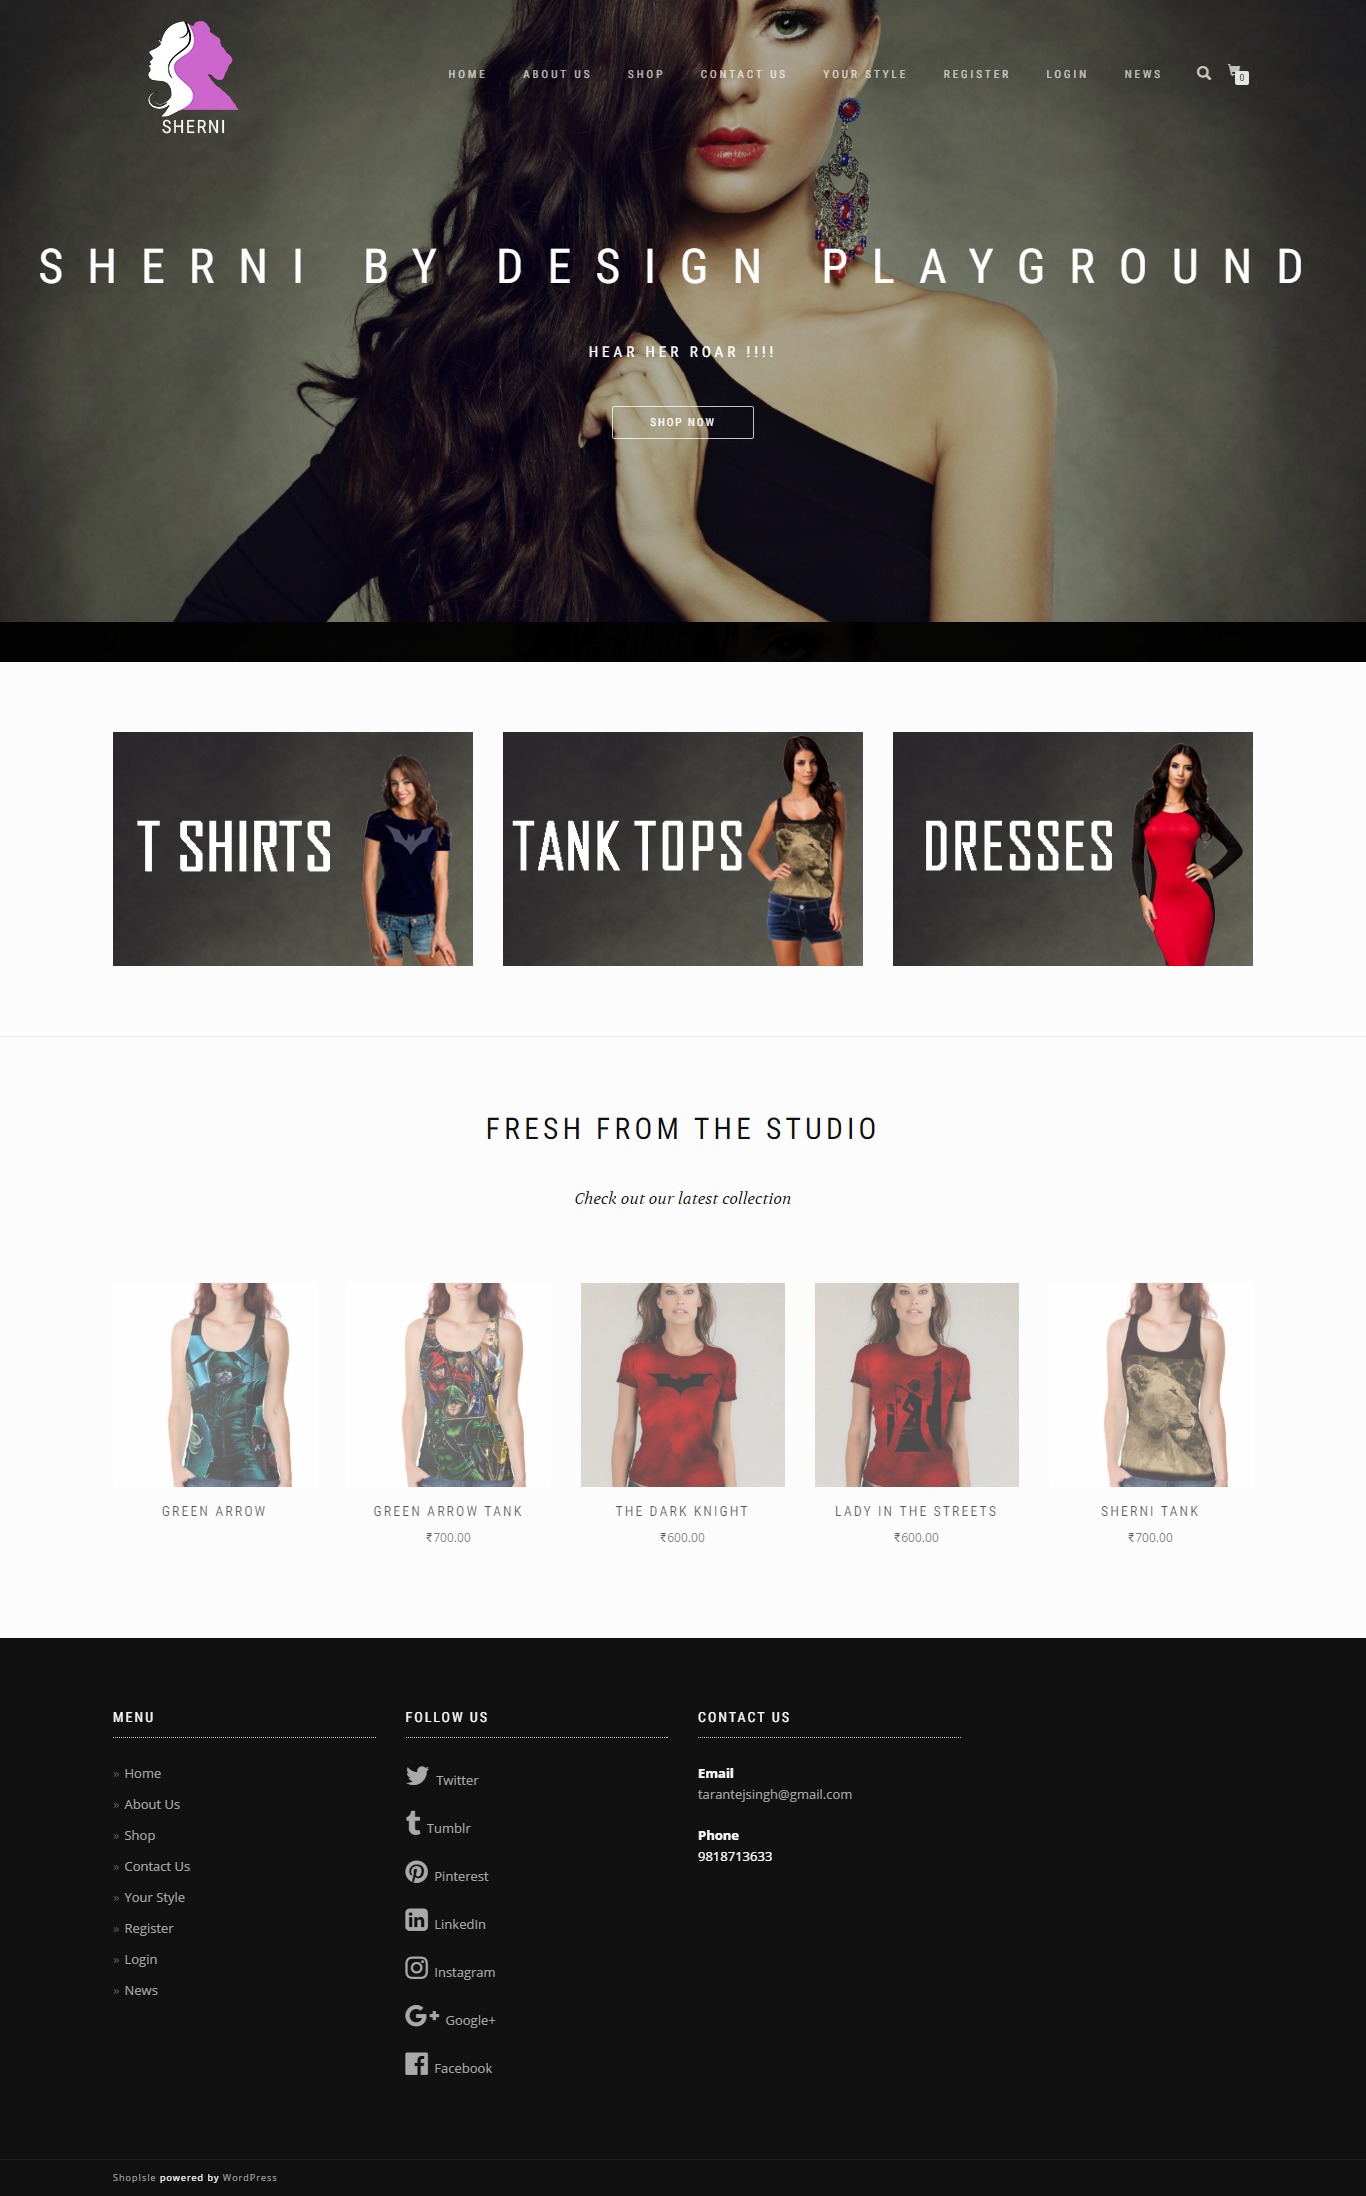 SHERNI
HOME ABOUT US SHOP CONTACT US YOUR STYLE REGISTER LOGIN NEWS 0
SHERNI BY DESIGN PLAYGROUND
HEAR HER ROAR !!!!
SHOP NOW
T SHIRTS
TANK TOPS
DRESSES
FRESH FROM THE STUDIO
Check out our latest collection
GREEN ARROW
GREEN ARROW TANK
₹700.00
THE DARK KNIGHT
₹600.00
LADY IN THE STREETS
₹600.00
SHERNI TANK
₹700.00
MENU
» Home
» About Us
» Shop
» Contact Us
» Your Style
» Register
» Login
» News
FOLLOW US
Twitter
Tumblr
Pinterest
LinkedIn
Instagram
Google+
Facebook
CONTACT US
Email
tarantejsingh@gmail.com
Phone
9818713633
ShopIsle powered by WordPress